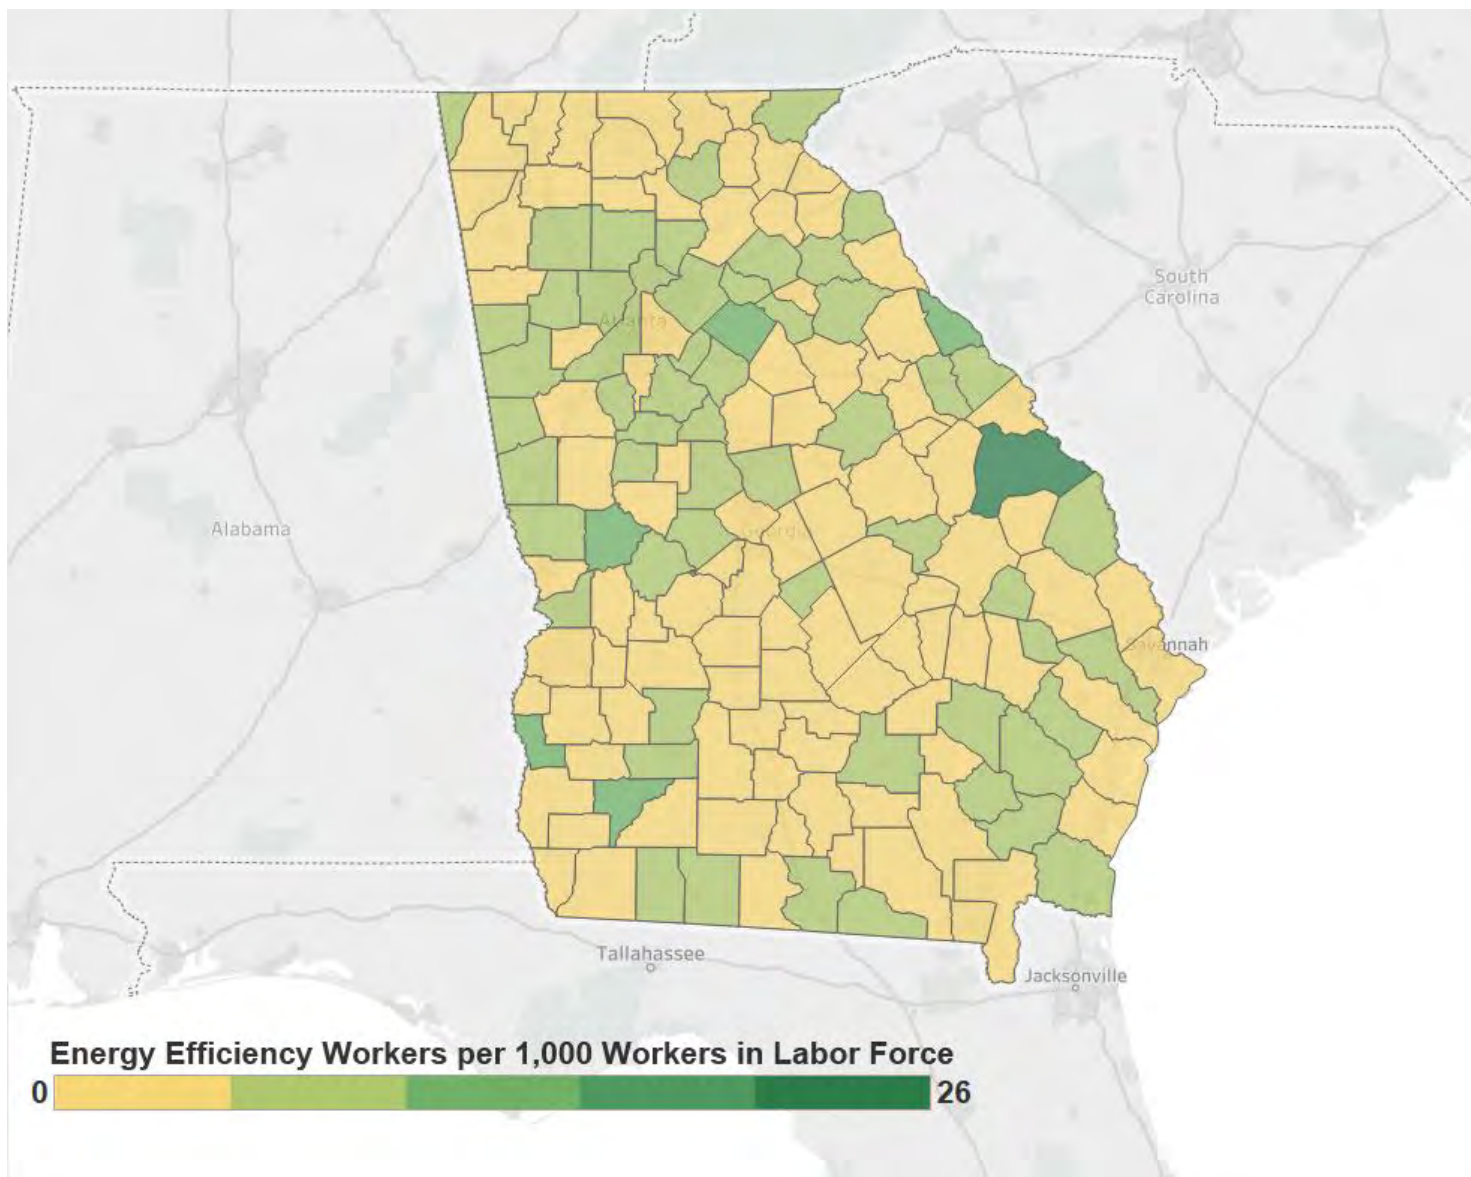 South
Carolina
Atlanta
Alabama
Georgia
Savannah
Tallahassee
Jacksonville
Energy Efficiency Workers per 1,000 Workers in Labor Force
0 26